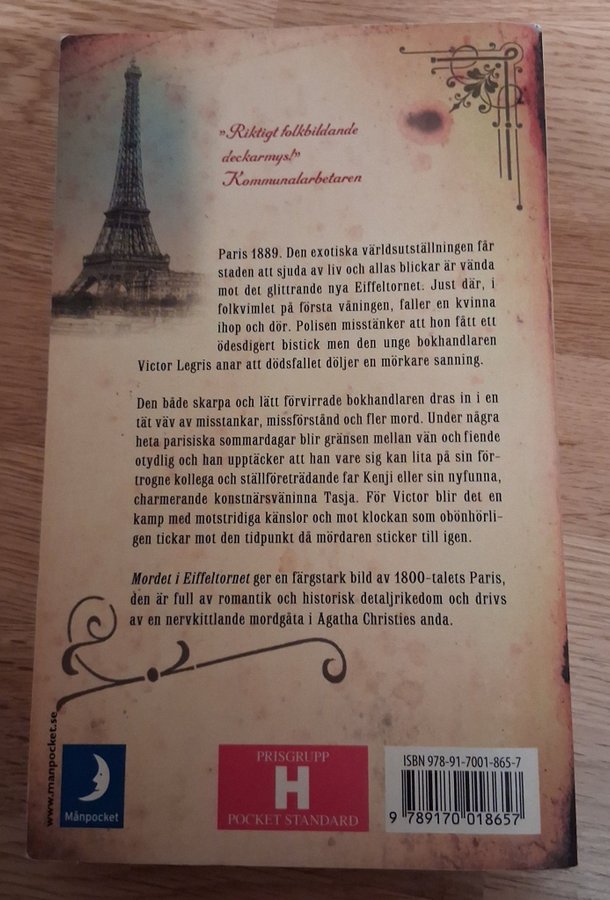 ”Riktigt folkbildande
deckarmys!”
Kommunalarbetaren
Paris 1889. Den exotiska världsutställningen får
staden att sjuda av liv och allas blickar är vända
mot det glittrande nya Eiffeltornet. Just där, i
folkvimlet på första våningen, faller en kvinna
ihop och dör. Polisen misstänker att hon fått ett
ödesdigert bistick men den unge bokhandlaren
Victor Legris anar att dödsfallet döljer en mörkare sanning.
Den både skarpa och lätt förvirrade bokhandlaren dras in i en
tät väv av misstankar, missförstånd och fler mord. Under några
heta parisiska sommardagar blir gränsen mellan vän och fiende
otydlig och han upptäcker att han vare sig kan lita på sin för-
trogne kollega och ställföreträdande far Kenji eller sin nyfunna,
charmerande konstnärsväninna Tasja. För Victor blir det en
kamp med motstridiga känslor och mot klockan som obönhörli-
gen tickar mot den tidpunkt då mördaren sticker till igen.
Mordet i Eiffeltornet ger en färgstark bild av 1800-talets Paris,
den är full av romantik och historisk detaljrikedom och drivs
av en nervkittlande mordgåta i Agatha Christies anda.
www.manpocket.se
Månpocket
PRISGRUPP
H
POCKET STANDARD
ISBN 978-91-7001-865-7
9 789170 018657